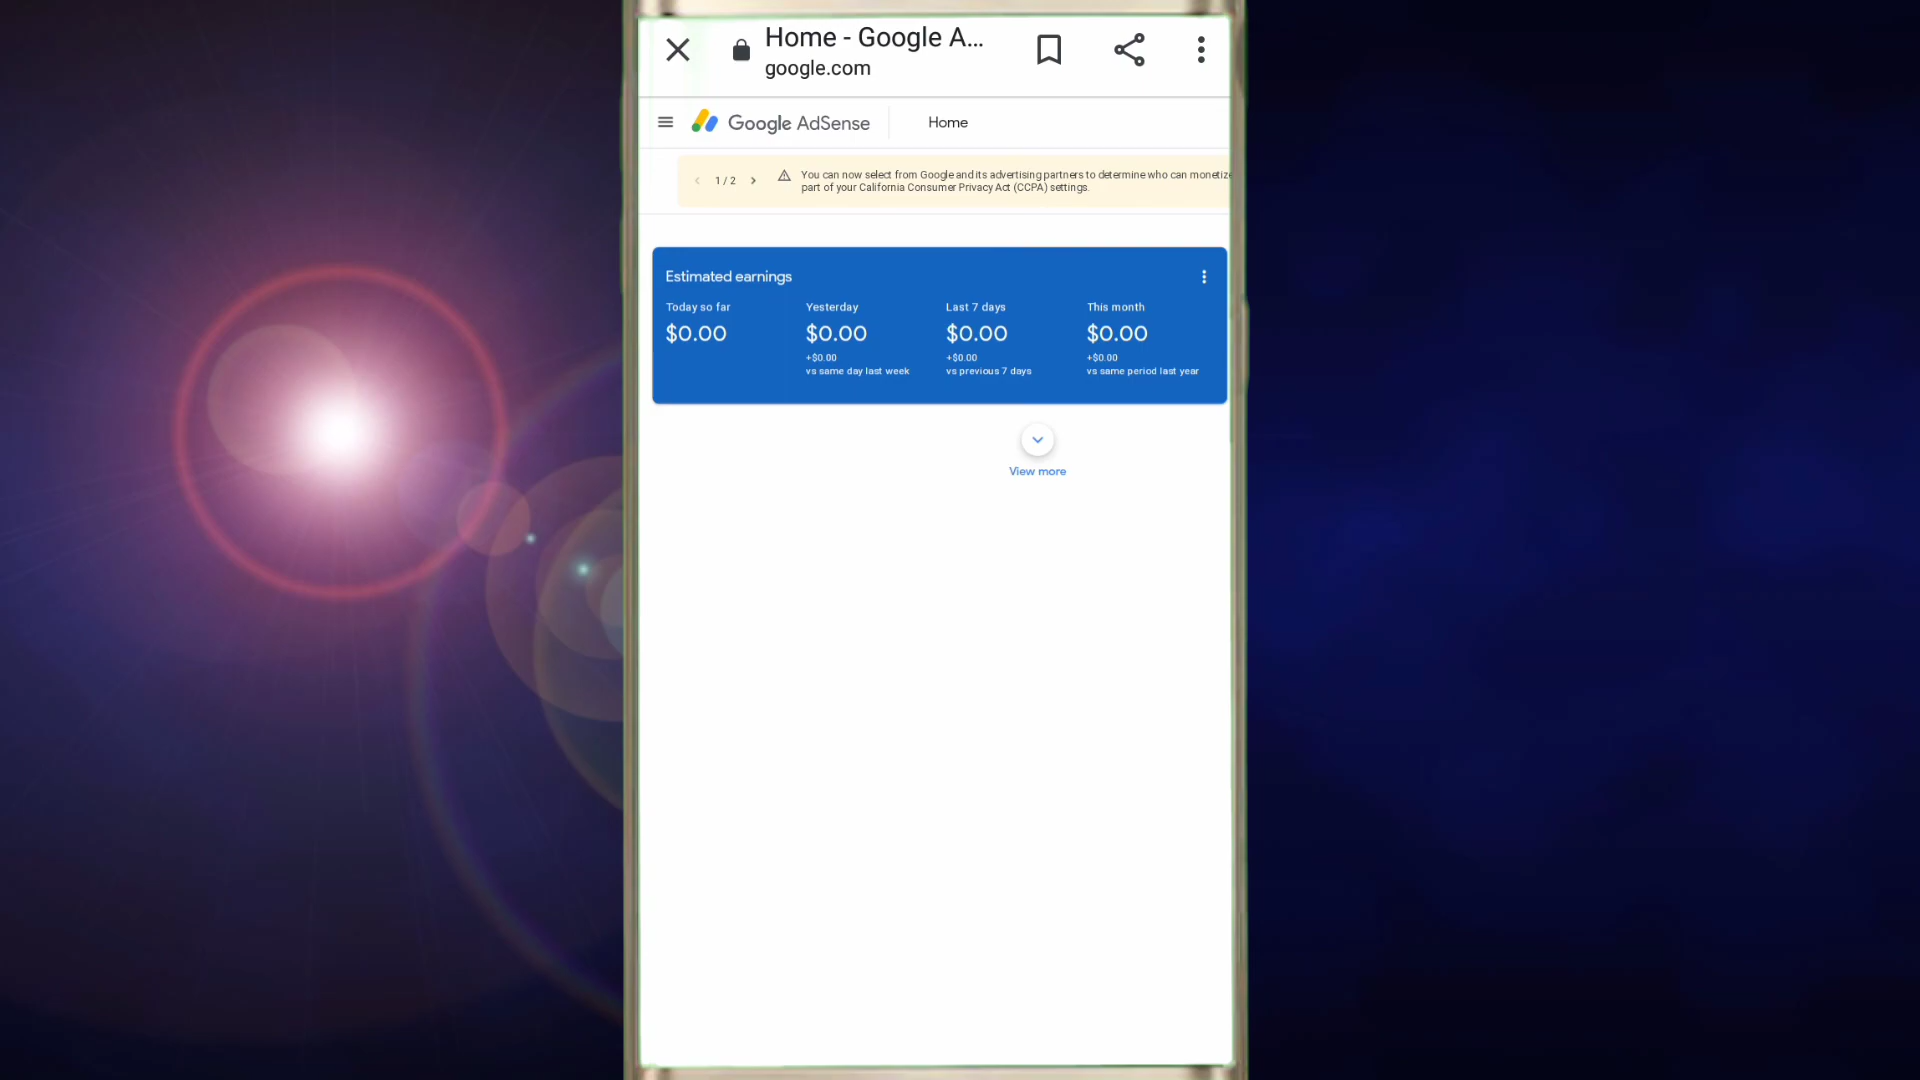 Home - Google A...
google.com
Google AdSense
Home
1 / 2
You can now select from Google and its advertising partners to determine who can monetize
part of your California Consumer Privacy Act (CCPA) settings.
Estimated earnings
Today so far
Yesterday
Last 7 days
This month
$0.00
$0.00
$0.00
$0.00
+$0.00
+$0.00
+$0.00
vs same day last week
vs previous 7 days
vs same period last year
View more